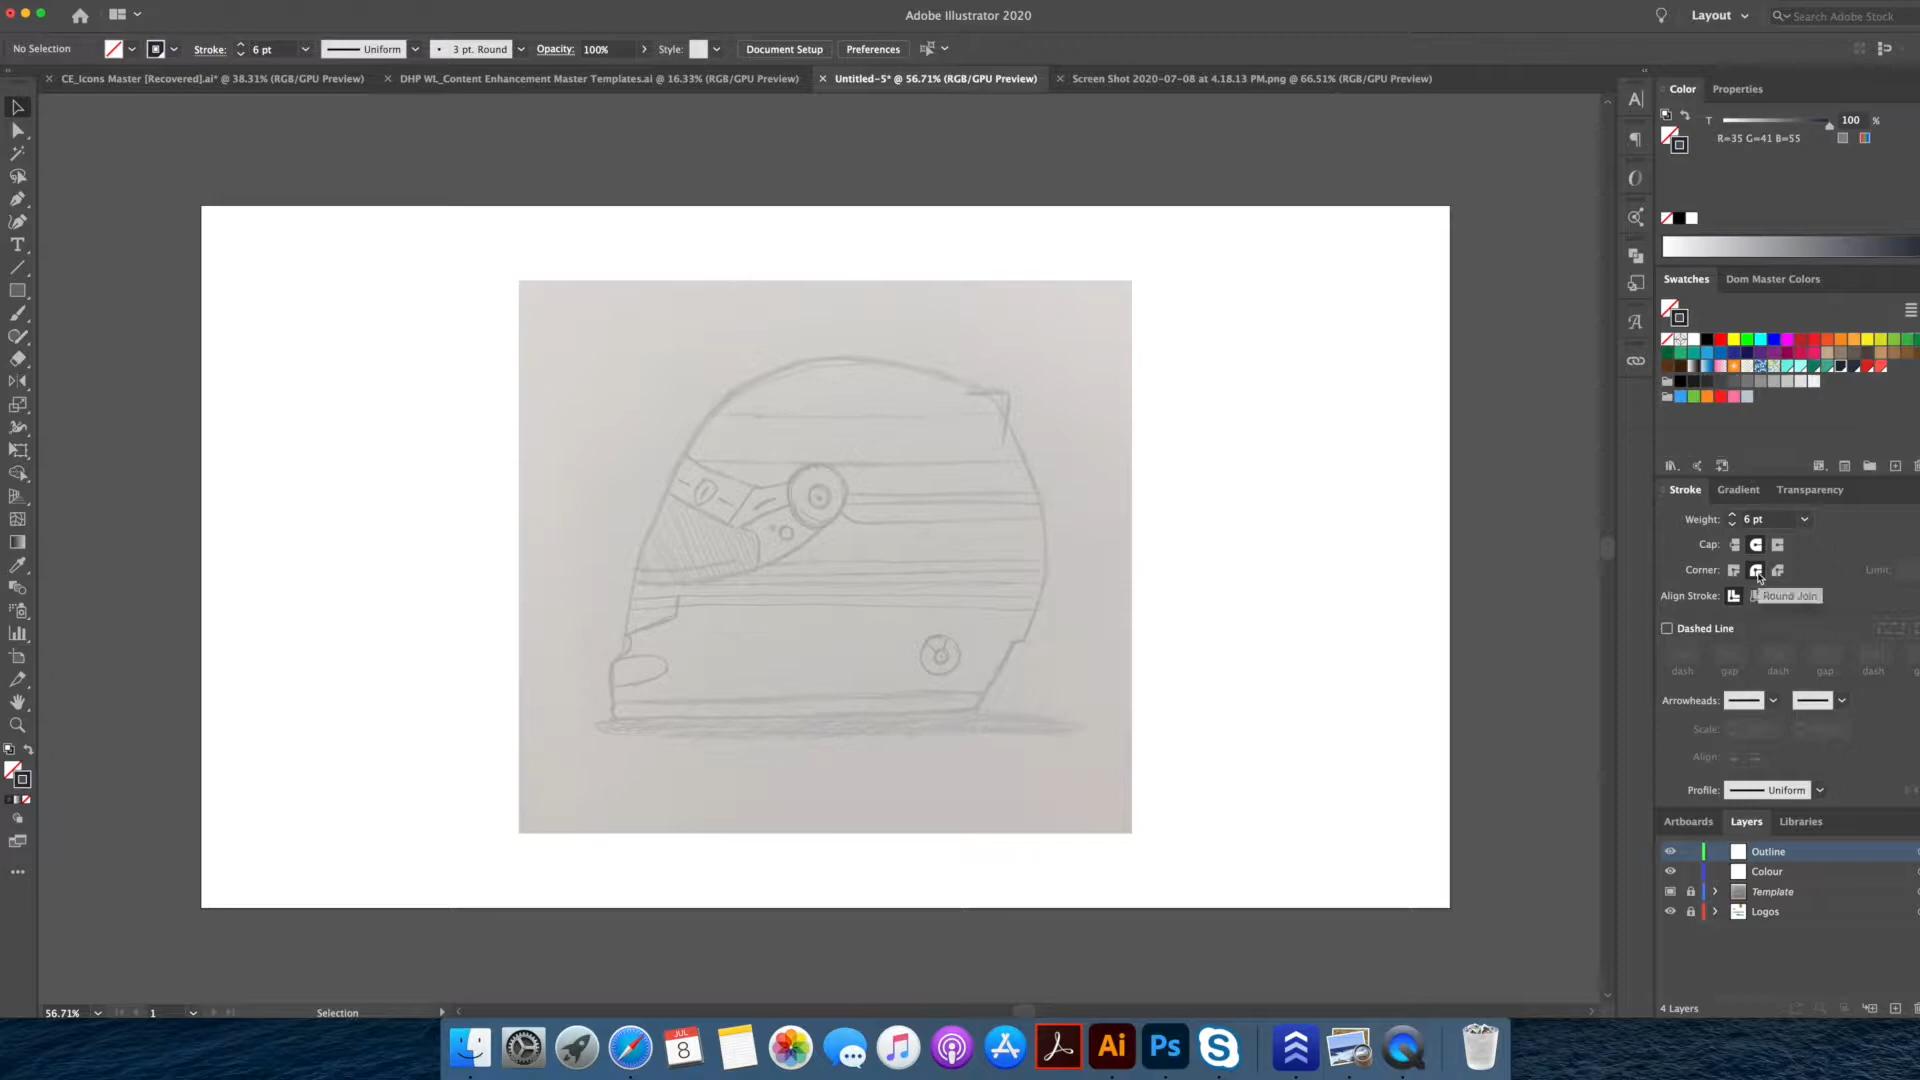 Adobe Illustrator 2020
Layout
Search Adobe Stock
No Selection
Stroke:
6 pt
Uniform
3 pt. Round
Opacity:
100%
Style:
Document Setup
Preferences
CE_Icons Master [Recovered].ai* @ 38.31% (RGB/GPU Preview)
DHP WL_Content Enhancement Master Templates.ai @ 16.33% (RGB/GPU Preview)
Untitled-5* @ 56.71% (RGB/GPU Preview)
Screen Shot 2020-07-08 at 4.18.13 PM.png @ 66.51% (RGB/GPU Preview)
Color
Properties
T
100
%
R=35 G=41 B=55
Swatches
Dom Master Colors
Stroke
Gradient
Transparency
Weight:
6 pt
Cap:
Corner:
Limit:
Align Stroke:
Round Join
Dashed Line
dash
gap
dash
gap
dash
Arrowheads:
Scale:
Align:
Profile:
Uniform
Artboards
Layers
Libraries
Outline
Colour
Template
Logos
4 Layers
56.71%
1
Selection
JUL
8
Ai
Ps